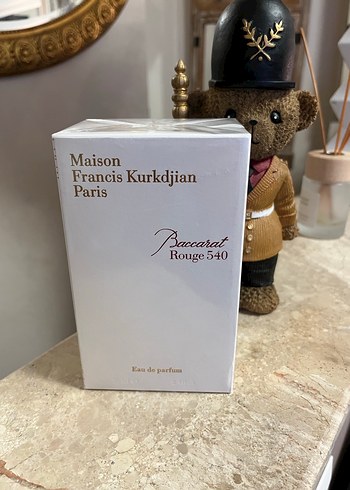 Maison
Francis Kurkdjian
Paris
Baccarat
Rouge 540
Eau de parfum